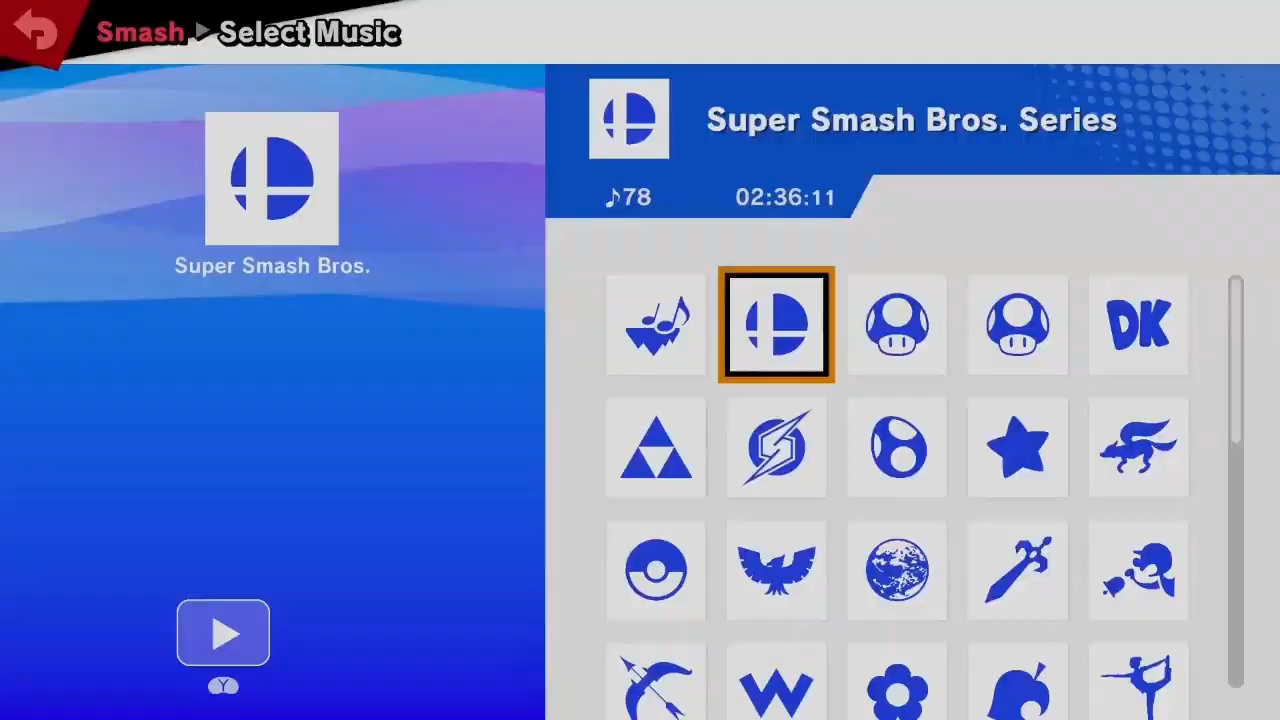 Smash ▶ Select Music
Super Smash Bros. Series
♪78 02:36:11
Super Smash Bros.
DK
W
Y